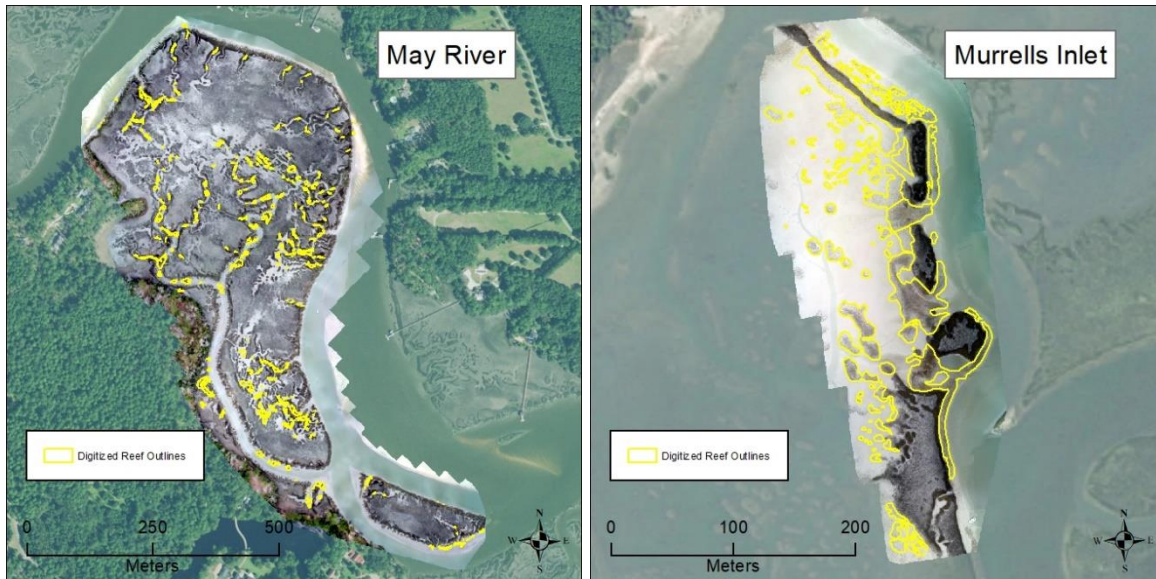 May River
Digitized Reef Outlines
0 250 500
Meters
N
W E
S
Murrells Inlet
Digitized Reef Outlines
0 100 200
Meters
N
W E
S